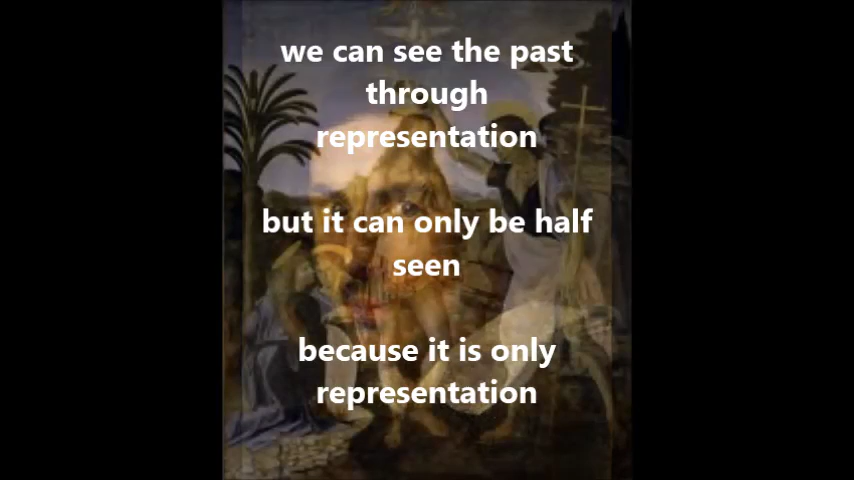 we can see the past
through
representation
but it can only be half
seen
because it is only
representation